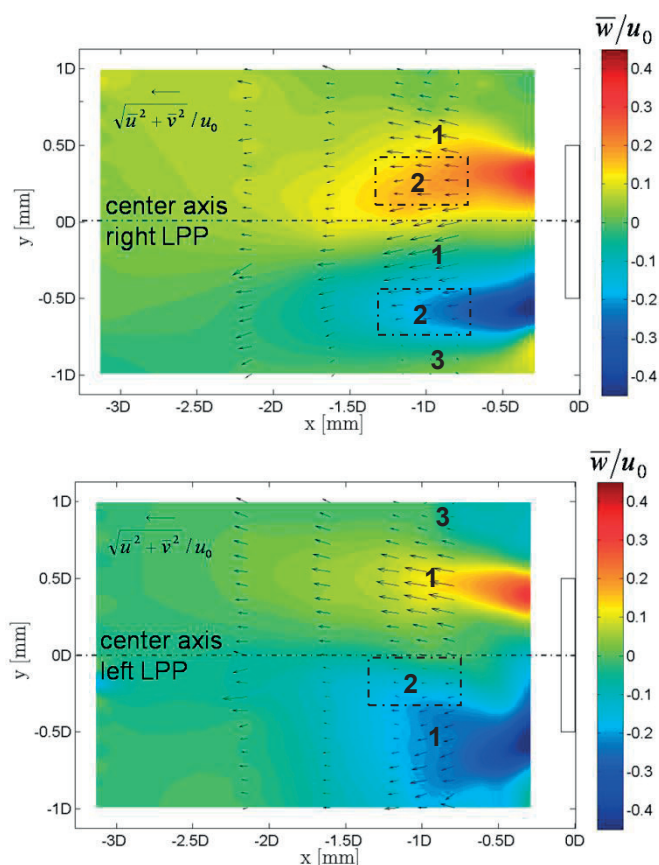 w̅/u₀
1D
0.5D
0D
-0.5D
-1D
y [mm]
√(u̅²+v̅²)/u₀
center axis
right LPP
1
2
1
2
3
-3D
-2.5D
-2D
-1.5D
-1D
-0.5D
0D
x [mm]
0.4
0.3
0.2
0.1
0
-0.1
-0.2
-0.3
-0.4
w̅/u₀
1D
0.5D
0D
-0.5D
-1D
y [mm]
√(u̅²+v̅²)/u₀
center axis
left LPP
3
1
2
1
-3D
-2.5D
-2D
-1.5D
-1D
-0.5D
0D
x [mm]
0.4
0.3
0.2
0.1
0
-0.1
-0.2
-0.3
-0.4